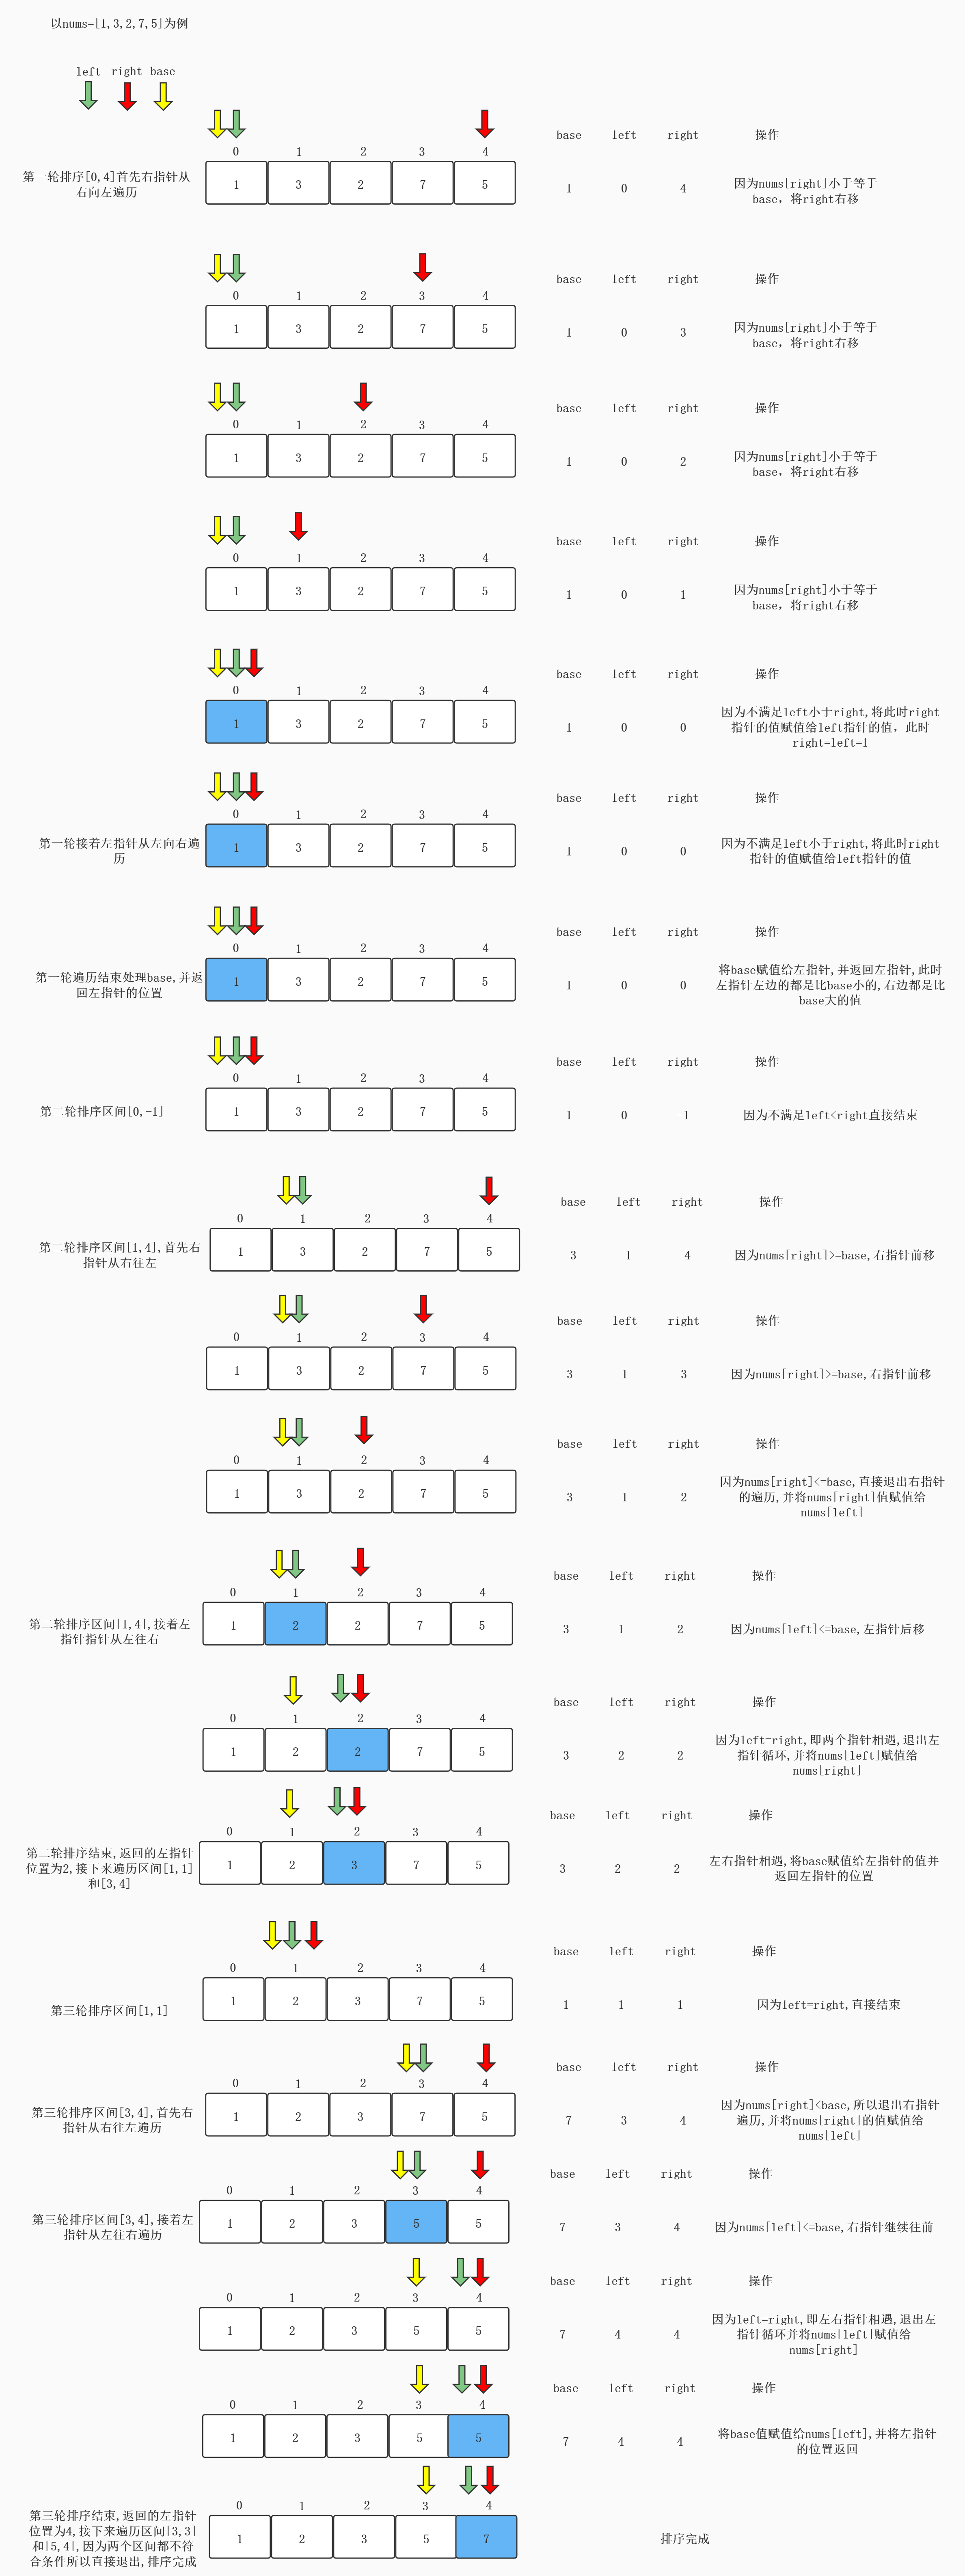 以nums=[1,3,2,7,5]为例
left right base
base left right 操作
0 1 2 3 4
第一轮排序[0,4]首先右指针从
右向左遍历
1 3 2 7 5
1 0 4
因为nums[right]小于等于
base, 将right右移
base left right 操作
0 1 2 3 4
1 3 2 7 5
1 0 3
因为nums[right]小于等于
base, 将right右移
base left right 操作
0 1 2 3 4
1 3 2 7 5
1 0 2
因为nums[right]小于等于
base, 将right右移
base left right 操作
0 1 2 3 4
1 3 2 7 5
1 0 1
因为nums[right]小于等于
base, 将right右移
base left right 操作
0 1 2 3 4
1 3 2 7 5
1 0 0
因为不满足left小于right,将此时right
指针的值赋值给left指针的值, 此时
right=left=1
base left right 操作
0 1 2 3 4
第一轮接着左指针从左向右遍
历
1 3 2 7 5
1 0 0
因为不满足left小于right,将此时right
指针的值赋值给left指针的值
base left right 操作
0 1 2 3 4
第一轮遍历结束处理base,并返
回左指针的位置
1 3 2 7 5
1 0 0
将base赋值给左指针,并返回左指针,此时
左指针左边的都是比base小的,右边都是比
base大的值
base left right 操作
0 1 2 3 4
第二轮排序区间[0,-1]
1 3 2 7 5
1 0 -1
因为不满足left<right直接结束
base left right 操作
0 1 2 3 4
第二轮排序区间[1,4],首先右
指针从右往左
1 3 2 7 5
3 1 4
因为nums[right]>=base,右指针前移
base left right 操作
0 1 2 3 4
1 3 2 7 5
3 1 3
因为nums[right]>=base,右指针前移
base left right 操作
0 1 2 3 4
1 3 2 7 5
3 1 2
因为nums[right]<=base,直接退出右指针
的遍历,并将nums[right]值赋值给
nums[left]
base left right 操作
0 1 2 3 4
第二轮排序区间[1,4],接着左
指针指针从左往右
1 2 2 7 5
3 1 2
因为nums[left]<=base,左指针后移
base left right 操作
0 1 2 3 4
1 2 2 7 5
3 2 2
因为left=right,即两个指针相遇,退出左
指针循环,并将nums[left]赋值给
nums[right]
base left right 操作
0 1 2 3 4
第二轮排序结束,返回的左指针
位置为2,接下来遍历区间[1,1]
和[3,4]
1 2 3 7 5
3 2 2
左右指针相遇,将base赋值给左指针的值并
返回左指针的位置
base left right 操作
0 1 2 3 4
第三轮排序区间[1,1]
1 2 3 7 5
1 1 1
因为left=right,直接结束
base left right 操作
0 1 2 3 4
第三轮排序区间[3,4],首先右
指针从右往左遍历
1 2 3 7 5
7 3 4
因为nums[right]<base,所以退出右指针
遍历,并将nums[right]的值赋值给
nums[left]
base left right 操作
0 1 2 3 4
第三轮排序区间[3,4],接着左
指针从左往右遍历
1 2 3 5 5
7 3 4
因为nums[left]<=base,右指针继续往前
base left right 操作
0 1 2 3 4
1 2 3 5 5
7 4 4
因为left=right,即左右指针相遇,退出左
指针循环并将nums[left]赋值给
nums[right]
base left right 操作
0 1 2 3 4
1 2 3 5 5
7 4 4
将base值赋值给nums[left],并将左指针
的位置返回
0 1 2 3 4
第三轮排序结束,返回的左指针
位置为4,接下来遍历区间[3,3]
和[5,4],因为两个区间都不符
合条件所以直接退出,排序完成
1 2 3 5 7
排序完成